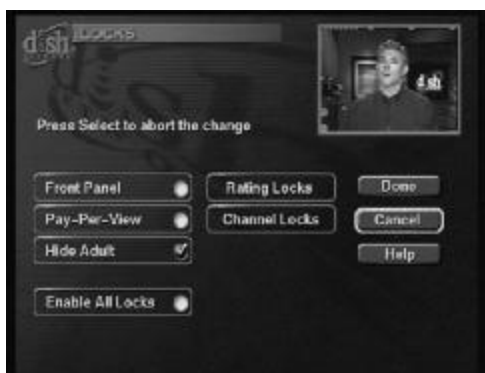 dish
LOCKS
dish
Press Select to abort the change
Front Panel
Rating Locks
Done
Pay-Per-View
Channel Locks
Cancel
Hide Adult
Help
Enable All Locks